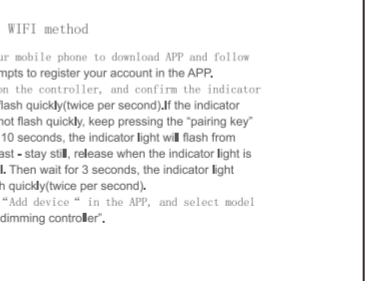 WIFI method
ur mobile phone to download APP and follow
mpts to register your account in the APP.
on the controller, and confirm the indicator
flash quickly(twice per second).If the indicator
not flash quickly, keep pressing the “pairing key”
10 seconds, the indicator light will flash from
ast - stay still, release when the indicator light is
l. Then wait for 3 seconds, the indicator light
h quickly(twice per second).
“Add device “ in the APP, and select model
dimming controller”.